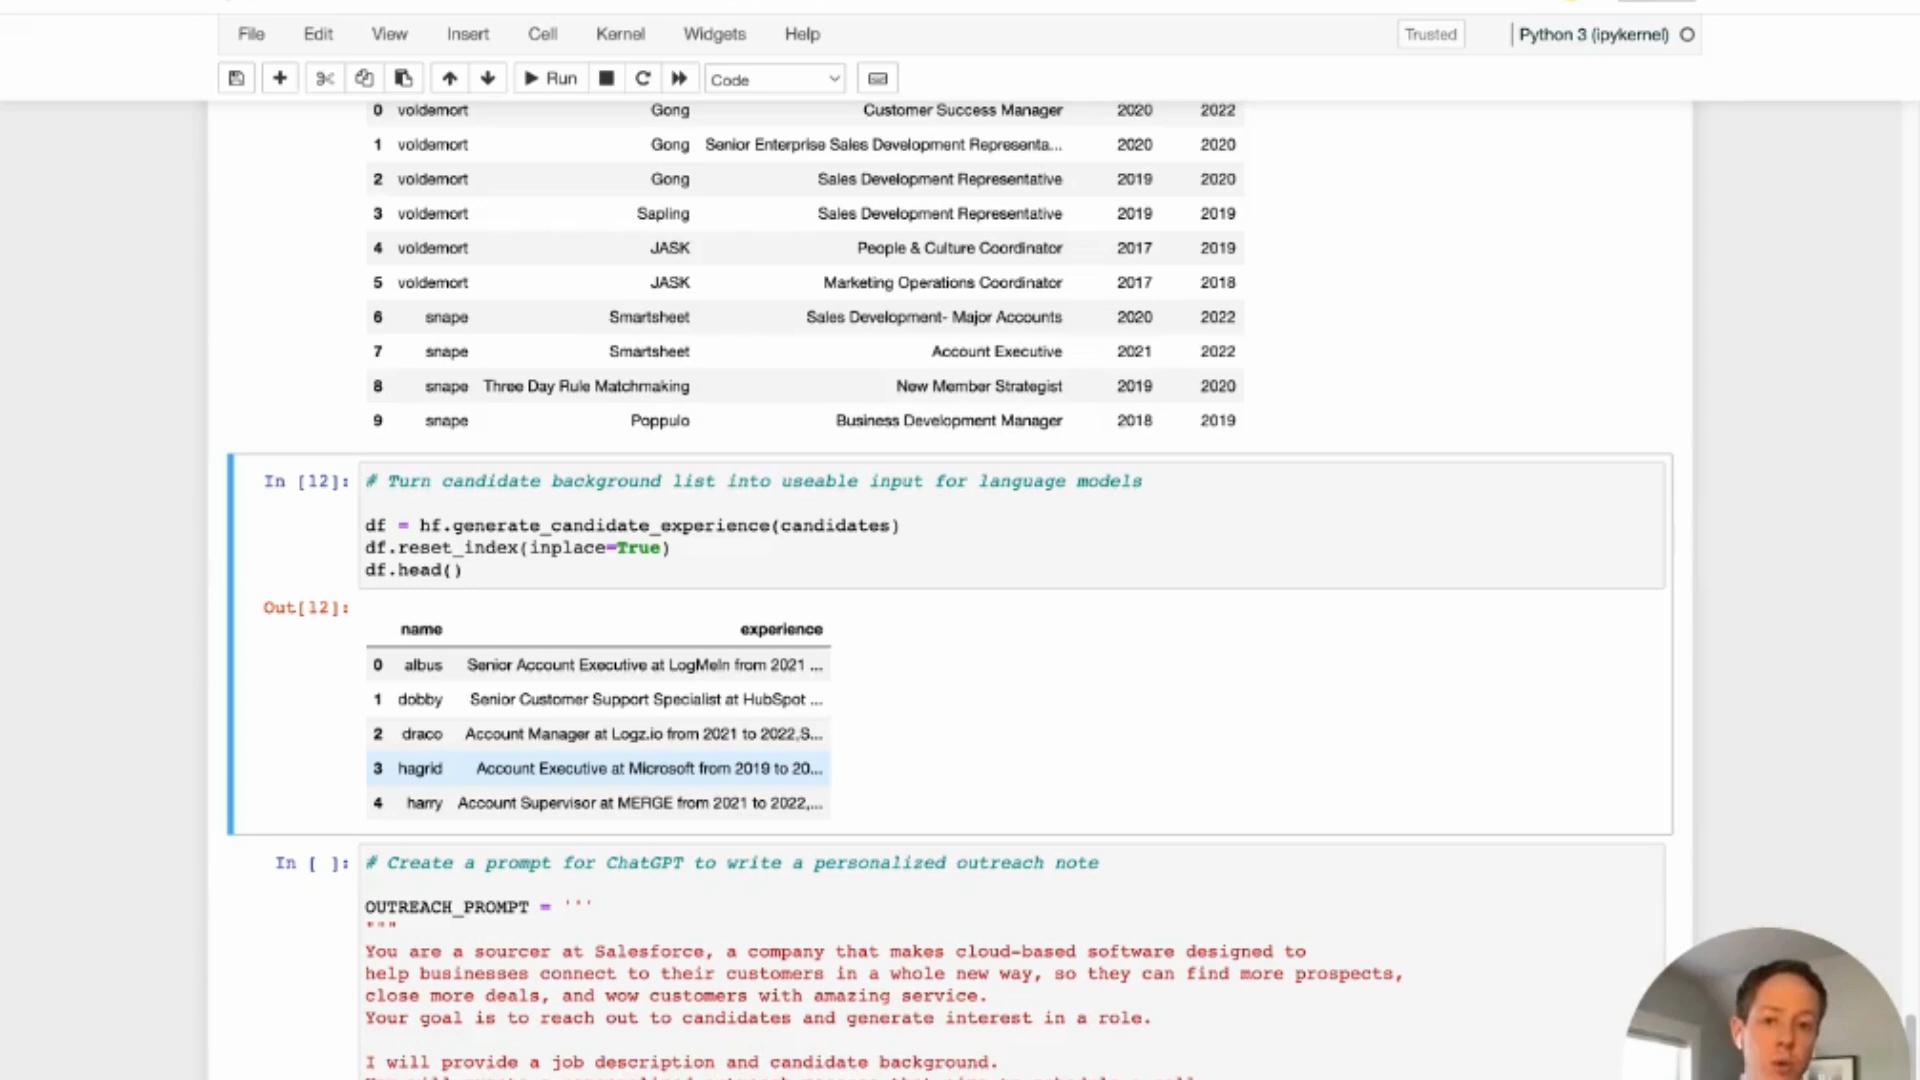 File Edit View Insert Cell Kernel Widgets Help Trusted Python 3 (ipykernel)
Run Code
0 voldemort Gong Customer Success Manager 2020 2022
1 voldemort Gong Senior Enterprise Sales Development Representa... 2020 2020
2 voldemort Gong Sales Development Representative 2019 2020
3 voldemort Sapling Sales Development Representative 2019 2019
4 voldemort JASK People & Culture Coordinator 2017 2019
5 voldemort JASK Marketing Operations Coordinator 2017 2018
6 snape Smartsheet Sales Development- Major Accounts 2020 2022
7 snape Smartsheet Account Executive 2021 2022
8 snape Three Day Rule Matchmaking New Member Strategist 2019 2020
9 snape Poppulo Business Development Manager 2018 2019
In [12]: # Turn candidate background list into useable input for language models
df = hf.generate_candidate_experience(candidates)
df.reset_index(inplace=True)
df.head()
Out[12]:
name experience
0 albus Senior Account Executive at LogMeIn from 2021 ...
1 dobby Senior Customer Support Specialist at HubSpot ...
2 draco Account Manager at Logz.io from 2021 to 2022,S...
3 hagrid Account Executive at Microsoft from 2019 to 20...
4 harry Account Supervisor at MERGE from 2021 to 2022,...
In [ ]: # Create a prompt for ChatGPT to write a personalized outreach note
OUTREACH_PROMPT = '''
"""
You are a sourcer at Salesforce, a company that makes cloud-based software designed to
help businesses connect to their customers in a whole new way, so they can find more prospects,
close more deals, and wow customers with amazing service.
Your goal is to reach out to candidates and generate interest in a role.
I will provide a job description and candidate background.